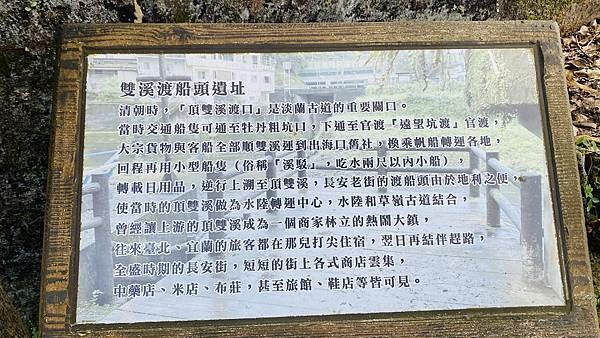 雙溪渡船頭遺址
清朝時，「頂雙溪渡口」是淡蘭古道的重要關口。
當時交通船隻可通至牡丹粗坑口，下通至官渡「遠望坑渡」官渡，
大宗貨物與客船全部順雙溪運到出海口舊社，換乘帆船轉運各地，
回程再用小型船隻（俗稱「溪駁」，吃水兩尺以內小船），
轉載日用品，逆行上溯至頂雙溪，長安老街的渡船頭由於地利之便，
使當時的頂雙溪做為水陸轉運中心，水陸和草嶺古道結合，
曾經讓上游的頂雙溪成為一個商家林立的熱鬧大鎮，
往來臺北、宜蘭的旅客都在那兒打尖住宿，翌日再結伴趕路，
全盛時期的長安街，短短的街上各式商店雲集，
中藥店、米店、布莊，甚至旅館、鞋店等皆可見。